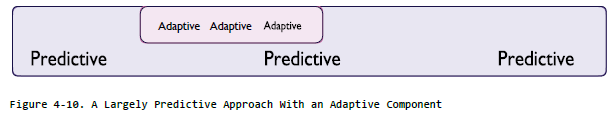 Adaptive Adaptive Adaptive
Predictive Predictive Predictive
Figure 4-10. A Largely Predictive Approach With an Adaptive Component